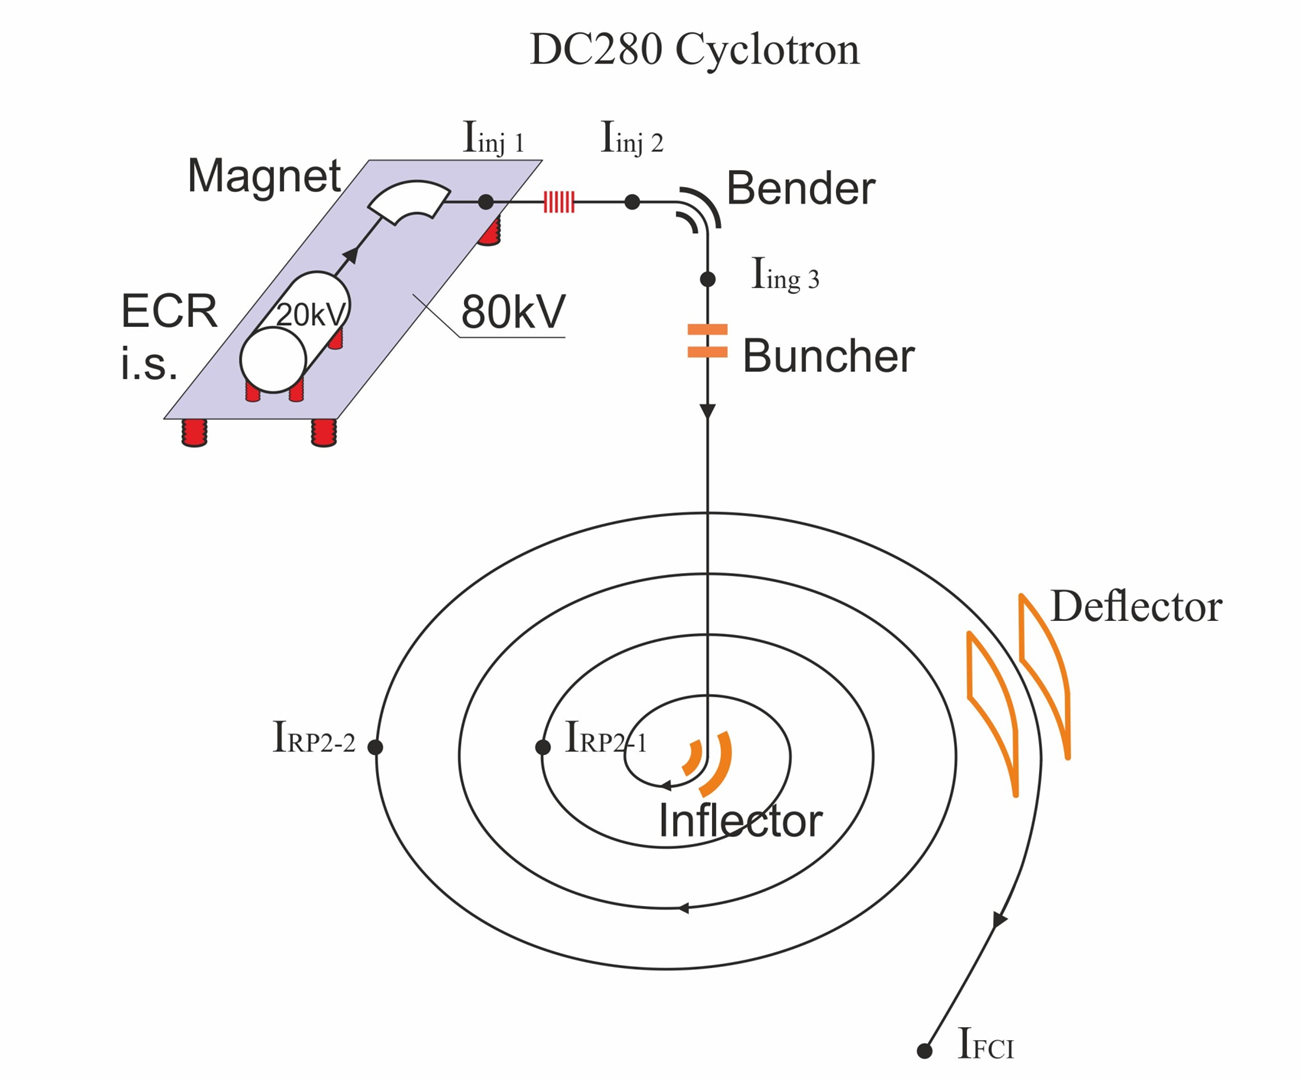 DC280 Cyclotron
Iinj 1
Iinj 2
Magnet
Bender
Iing 3
ECR
i.s.
20kV
80kV
Buncher
Deflector
IRP2-2
IRP2-1
Inflector
IFCI